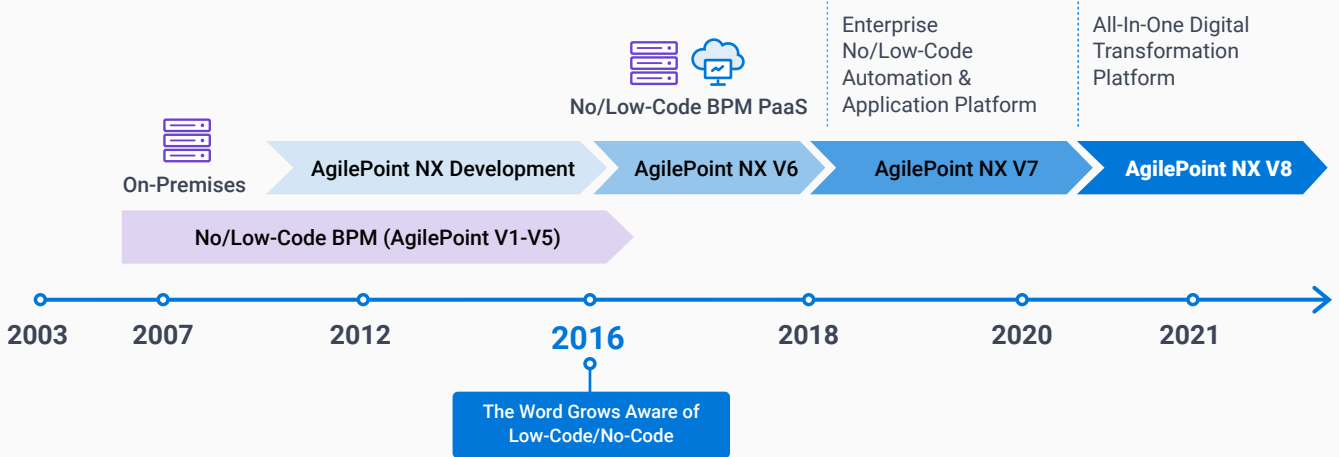 Enterprise
No/Low-Code
Automation &
Application Platform
All-In-One Digital
Transformation
Platform
No/Low-Code BPM PaaS
On-Premises
AgilePoint NX Development
AgilePoint NX V6
AgilePoint NX V7
AgilePoint NX V8
No/Low-Code BPM (AgilePoint V1-V5)
2003
2007
2012
2016
2018
2020
2021
The Word Grows Aware of
Low-Code/No-Code